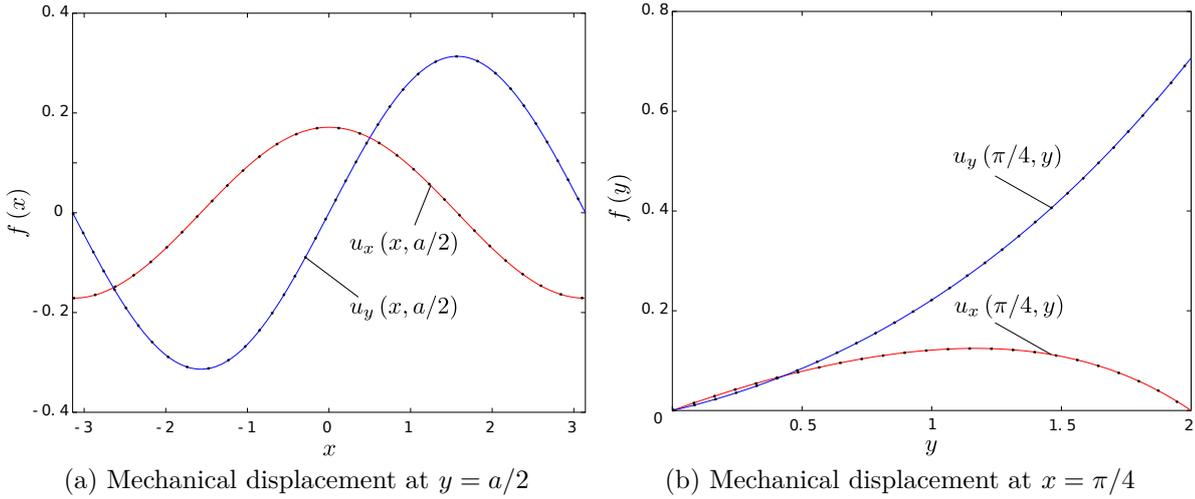 0.4
0.2
0
-0.2
-0.4
f (x)
-3 -2 -1 0 1 2 3
x
u_x (x, a/2)
u_y (x, a/2)
(a) Mechanical displacement at y = a/2
0.8
0.6
0.4
0.2
0
f (y)
0.5 1 1.5 2
y
u_y (π/4, y)
u_x (π/4, y)
(b) Mechanical displacement at x = π/4